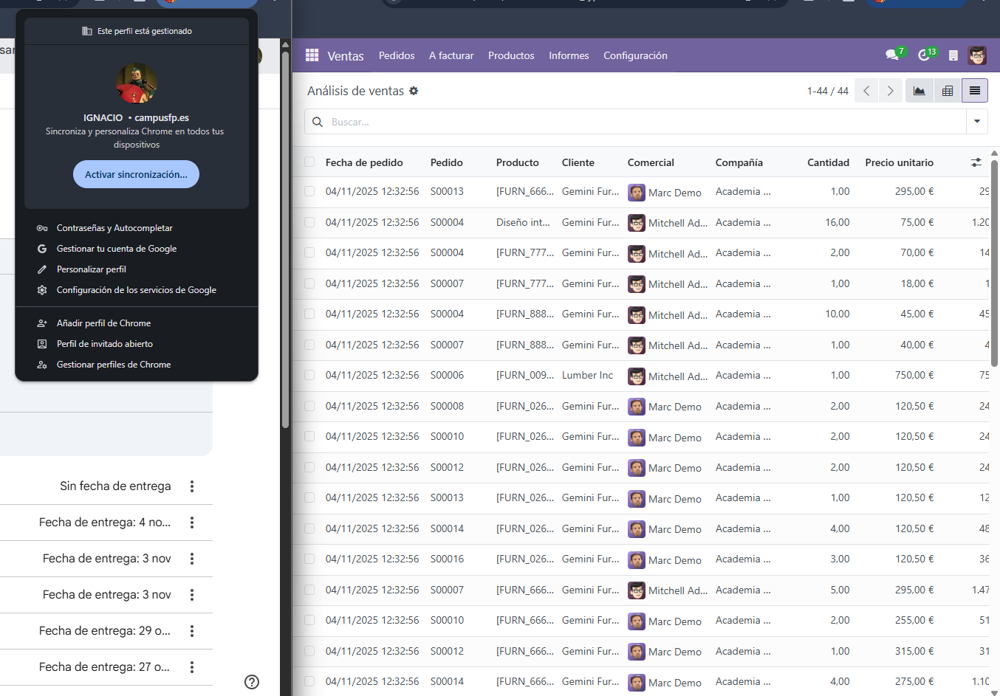 Este perfil está gestionado
IGNACIO • campusfp.es
Sincroniza y personaliza Chrome en todos tus
dispositivos
Activar sincronización...
Contraseñas y Autocompletar
Gestionar tu cuenta de Google
Personalizar perfil
Configuración de los servicios de Google
Añadir perfil de Chrome
Perfil de invitado abierto
Gestionar perfiles de Chrome
Sin fecha de entrega
Fecha de entrega: 4 no...
Fecha de entrega: 3 nov
Fecha de entrega: 3 nov
Fecha de entrega: 29 o...
Fecha de entrega: 27 o...
Ventas Pedidos A facturar Productos Informes Configuración 7 13
Análisis de ventas 1-44 / 44
Buscar...
Fecha de pedido Pedido Producto Cliente Comercial Compañía Cantidad Precio unitario
04/11/2025 12:32:56 S00013 [FURN_666... Gemini Fur... Marc Demo Academia ... 1,00 295,00 € 29
04/11/2025 12:32:56 S00004 Diseño int... Gemini Fur... Mitchell Ad... Academia ... 16,00 75,00 € 1.20
04/11/2025 12:32:56 S00004 [FURN_777... Gemini Fur... Mitchell Ad... Academia ... 2,00 70,00 € 14
04/11/2025 12:32:56 S00007 [FURN_777... Gemini Fur... Mitchell Ad... Academia ... 1,00 18,00 € 1
04/11/2025 12:32:56 S00004 [FURN_888... Gemini Fur... Mitchell Ad... Academia ... 10,00 45,00 € 45
04/11/2025 12:32:56 S00007 [FURN_888... Gemini Fur... Mitchell Ad... Academia ... 1,00 40,00 € 4
04/11/2025 12:32:56 S00006 [FURN_009... Lumber Inc Mitchell Ad... Academia ... 1,00 750,00 € 75
04/11/2025 12:32:56 S00008 [FURN_026... Gemini Fur... Marc Demo Academia ... 2,00 120,50 € 24
04/11/2025 12:32:56 S00010 [FURN_026... Gemini Fur... Marc Demo Academia ... 2,00 120,50 € 24
04/11/2025 12:32:56 S00012 [FURN_026... Gemini Fur... Marc Demo Academia ... 2,00 120,50 € 24
04/11/2025 12:32:56 S00013 [FURN_026... Gemini Fur... Marc Demo Academia ... 1,00 120,50 € 12
04/11/2025 12:32:56 S00014 [FURN_026... Gemini Fur... Marc Demo Academia ... 4,00 120,50 € 48
04/11/2025 12:32:56 S00016 [FURN_026... Gemini Fur... Marc Demo Academia ... 3,00 120,50 € 36
04/11/2025 12:32:56 S00007 [FURN_666... Gemini Fur... Mitchell Ad... Academia ... 5,00 295,00 € 1.47
04/11/2025 12:32:56 S00010 [FURN_666... Gemini Fur... Marc Demo Academia ... 2,00 255,00 € 51
04/11/2025 12:32:56 S00012 [FURN_666... Gemini Fur... Marc Demo Academia ... 1,00 315,00 € 31
04/11/2025 12:32:56 S00014 [FURN_666... Gemini Fur... Marc Demo Academia ... 4,00 275,00 € 1.10